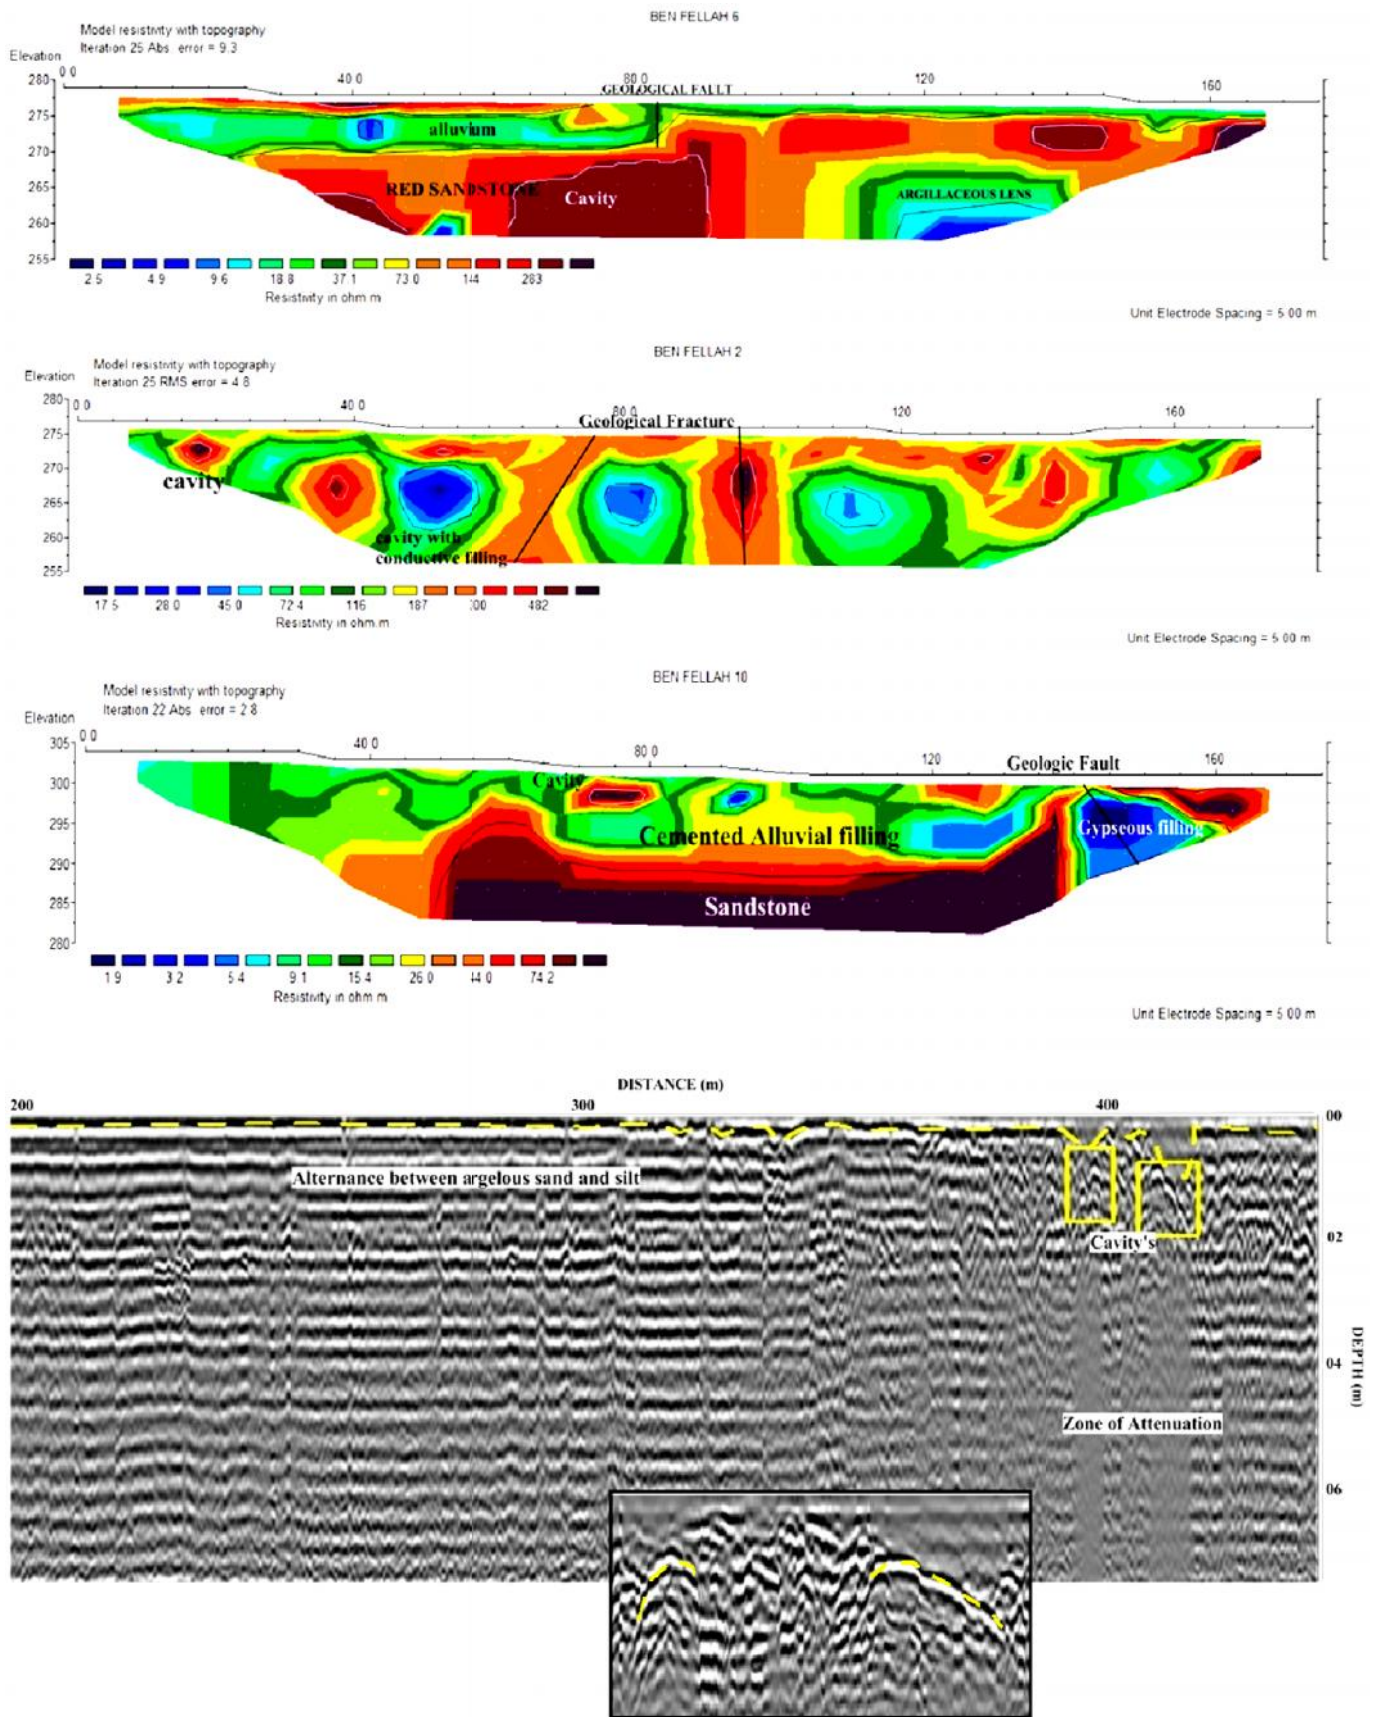 BEN FELLAH 6
Model resistivity with topography
Iteration 25 Abs. error = 9.3
Elevation
0.0 40.0 80.0 120 160
GEOLOGICAL FAULT
280
275
270
265
260
255
alluvium
RED SANDSTONE
Cavity
ARGILLACEOUS LENS
2.5 4.9 9.6 18.8 37.1 73.0 144 283
Resistivity in ohm.m
Unit Electrode Spacing = 5.00 m
BEN FELLAH 2
Model resistivity with topography
Iteration 25 RMS error = 4.8
Elevation
0.0 40.0 80.0 120 160
Geological Fracture
280
275
270
265
260
255
cavity
cavity with
conductive filling
17.5 28.0 45.0 72.4 116 187 300 482
Resistivity in ohm.m
Unit Electrode Spacing = 5.00 m
BEN FELLAH 10
Model resistivity with topography
Iteration 22 Abs. error = 2.8
Elevation
0.0 40.0 80.0 120 160
Geologic Fault
305
300
295
290
285
280
Cavity
Cemented Alluvial filling
Gypseous filling
Sandstone
1.9 3.2 5.4 9.1 15.4 26.0 44.0 74.2
Resistivity in ohm.m
Unit Electrode Spacing = 5.00 m
DISTANCE (m)
200 300 400
00
02
04
06
DEPTH (m)
Alternance between argelous sand and silt
Cavity's
Zone of Attenuation